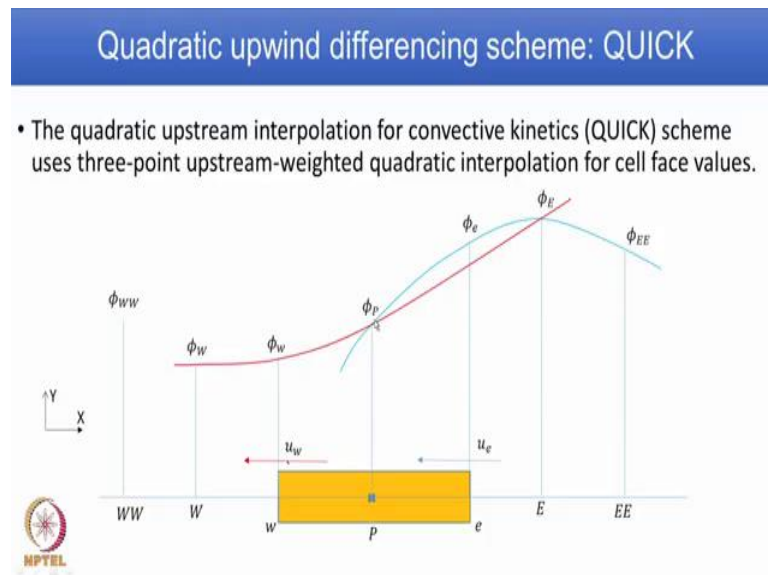 Quadratic upwind differencing scheme: QUICK
• The quadratic upstream interpolation for convective kinetics (QUICK) scheme
uses three-point upstream-weighted quadratic interpolation for cell face values.
ϕ_E
ϕ_e
ϕ_EE
ϕ_WW
ϕ_P
ϕ_W ϕ_w
Y
X
u_w u_e
WW W w P e E EE
NPTEL